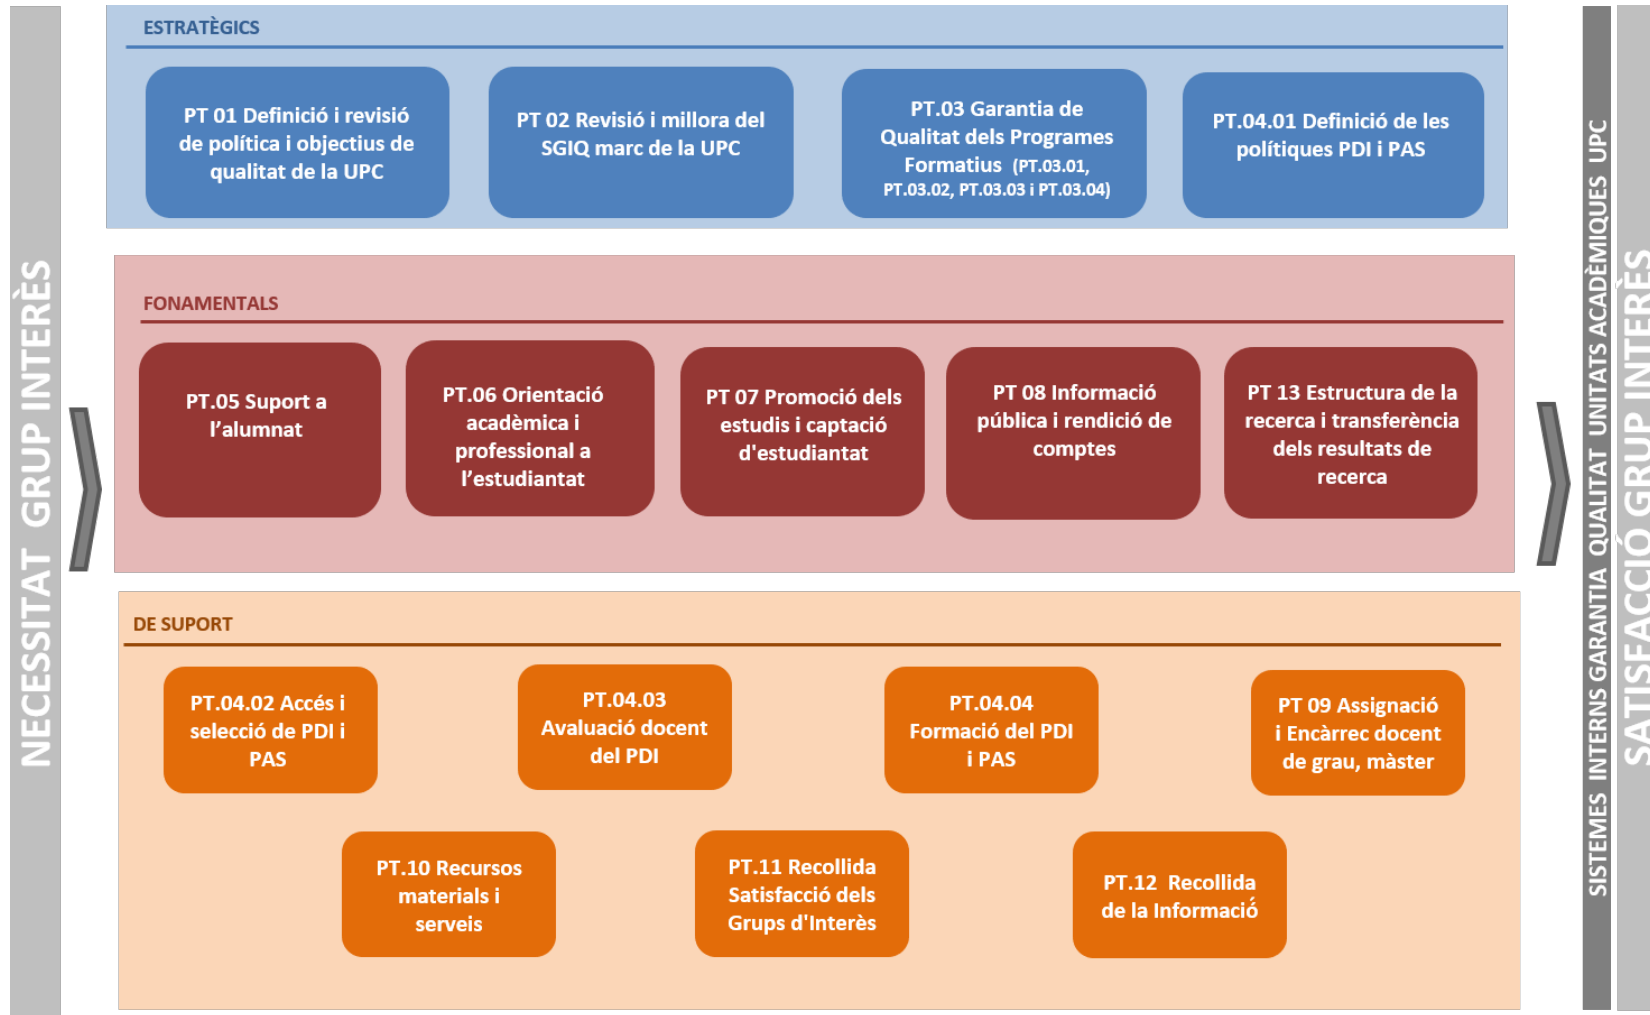 NECESSITAT GRUP INTERÈS
ESTRATÈGICS
PT 01 Definició i revisió
de política i objectius de
qualitat de la UPC
PT 02 Revisió i millora del
SGIQ marc de la UPC
PT.03 Garantia de
Qualitat dels Programes
Formatius (PT.03.01,
PT.03.02, PT.03.03 i PT.03.04)
PT.04.01 Definició de les
polítiques PDI i PAS
FONAMENTALS
PT.05 Suport a
l’alumnat
PT.06 Orientació
acadèmica i
professional a
l’estudiantat
PT 07 Promoció dels
estudis i captació
d'estudiantat
PT 08 Informació
pública i rendició de
comptes
PT 13 Estructura de la
recerca i transferència
dels resultats de
recerca
DE SUPORT
PT.04.02 Accés i
selecció de PDI i
PAS
PT.04.03
Avaluació docent
del PDI
PT.04.04
Formació del PDI
i PAS
PT 09 Assignació
i Encàrrec docent
de grau, màster
PT.10 Recursos
materials i
serveis
PT.11 Recollida
Satisfacció dels
Grups d'Interès
PT.12 Recollida
de la Informació
SISTEMES INTERNS GARANTIA QUALITAT UNITATS ACADÈMIQUES UPC
SATISFACCIÓ GRUP INTERÈS